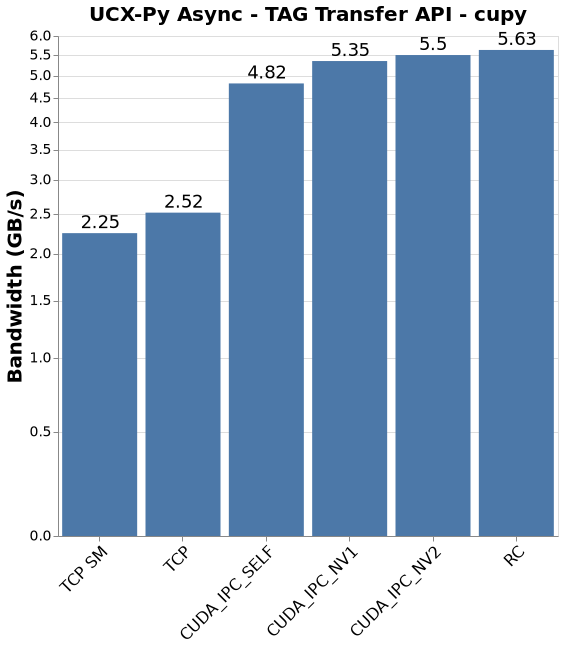 UCX-Py Async - TAG Transfer API - cupy
Bandwidth (GB/s)
6.0
5.5
5.0
4.5
4.0
3.5
3.0
2.5
2.0
1.5
1.0
0.5
0.0
2.25
2.52
4.82
5.35
5.5
5.63
TCP SM
TCP
CUDA_IPC_SELF
CUDA_IPC_NV1
CUDA_IPC_NV2
RC